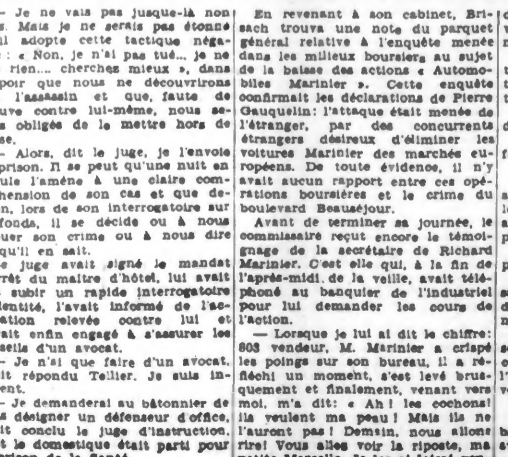 - Je ne vais pas jusque-là non
s. Mais je ne serais pas étonné
il adopte cette tactique néga-
: « Non, je n'ai pas tué... je ne
rien.... cherchez mieux », dans
poir que nous ne découvrirons
l'assassin et que, faute de
uve contre lui-même, nous se-
s obligés de le mettre hors de
se.
- Alors, dit le juge, je l'envoie
prison. Il se peut qu'une nuit en
ule l'amène à une claire com-
hension de son cas et que de-
n, lors de son interrogatoire sur
fonds, il se décide ou à nous
uer son crime ou à nous dire
qu'il en sait.
e juge avait signé le mandat
rrêt du maître d'hôtel, lui avait
subir un rapide interrogatoire
dentité, l'avait informé de l'ac-
ation relevée contre lui et
ait enfin engagé à s'assurer les
seils d'un avocat.
- Je n'ai que faire d'un avocat,
it répondu Tellier. Je suis in-
ent.
- Je demanderai au bâtonnier de
s désigner un défenseur d'office,
it conclu le juge d'instruction,
t le domestique était parti pour
prison de la Santé.
En revenant à son cabinet, Bri-
sach trouva une note du parquet
général relative à l'enquête menée
dans les milieux boursiers au sujet
de la baisse des actions « Automo-
biles Marinier ». Cette enquête
confirmait les déclarations de Pierre
Gauquelin: l'attaque était menée de
l'étranger, par des concurrents
étrangers désireux d'éliminer les
voitures Marinier des marchés eu-
ropéens. De toute évidence, il n'y
avait aucun rapport entre ces opé-
rations boursières et le crime du
boulevard Beauséjour.
Avant de terminer sa journée, le
commissaire reçut encore le témoi-
gnage de la secrétaire de Richard
Marinier. C'est elle qui, à la fin de
l'après-midi de la veille, avait télé-
phoné au banquier de l'industriel
pour lui demander les cours de
l'action.
— Lorsque je lui ai dit le chiffre:
803 vendeur, M. Marinier a crispé
les poings sur son bureau, il a ré-
fléchi un moment, s'est levé brus-
quement et finalement, venant vers
moi, m'a dit: « Ah ! les cochons!
ils veulent ma peau ! Mais ils ne
l'auront pas ! Demain, nous allons
rire! Vous allez voir la riposte, ma